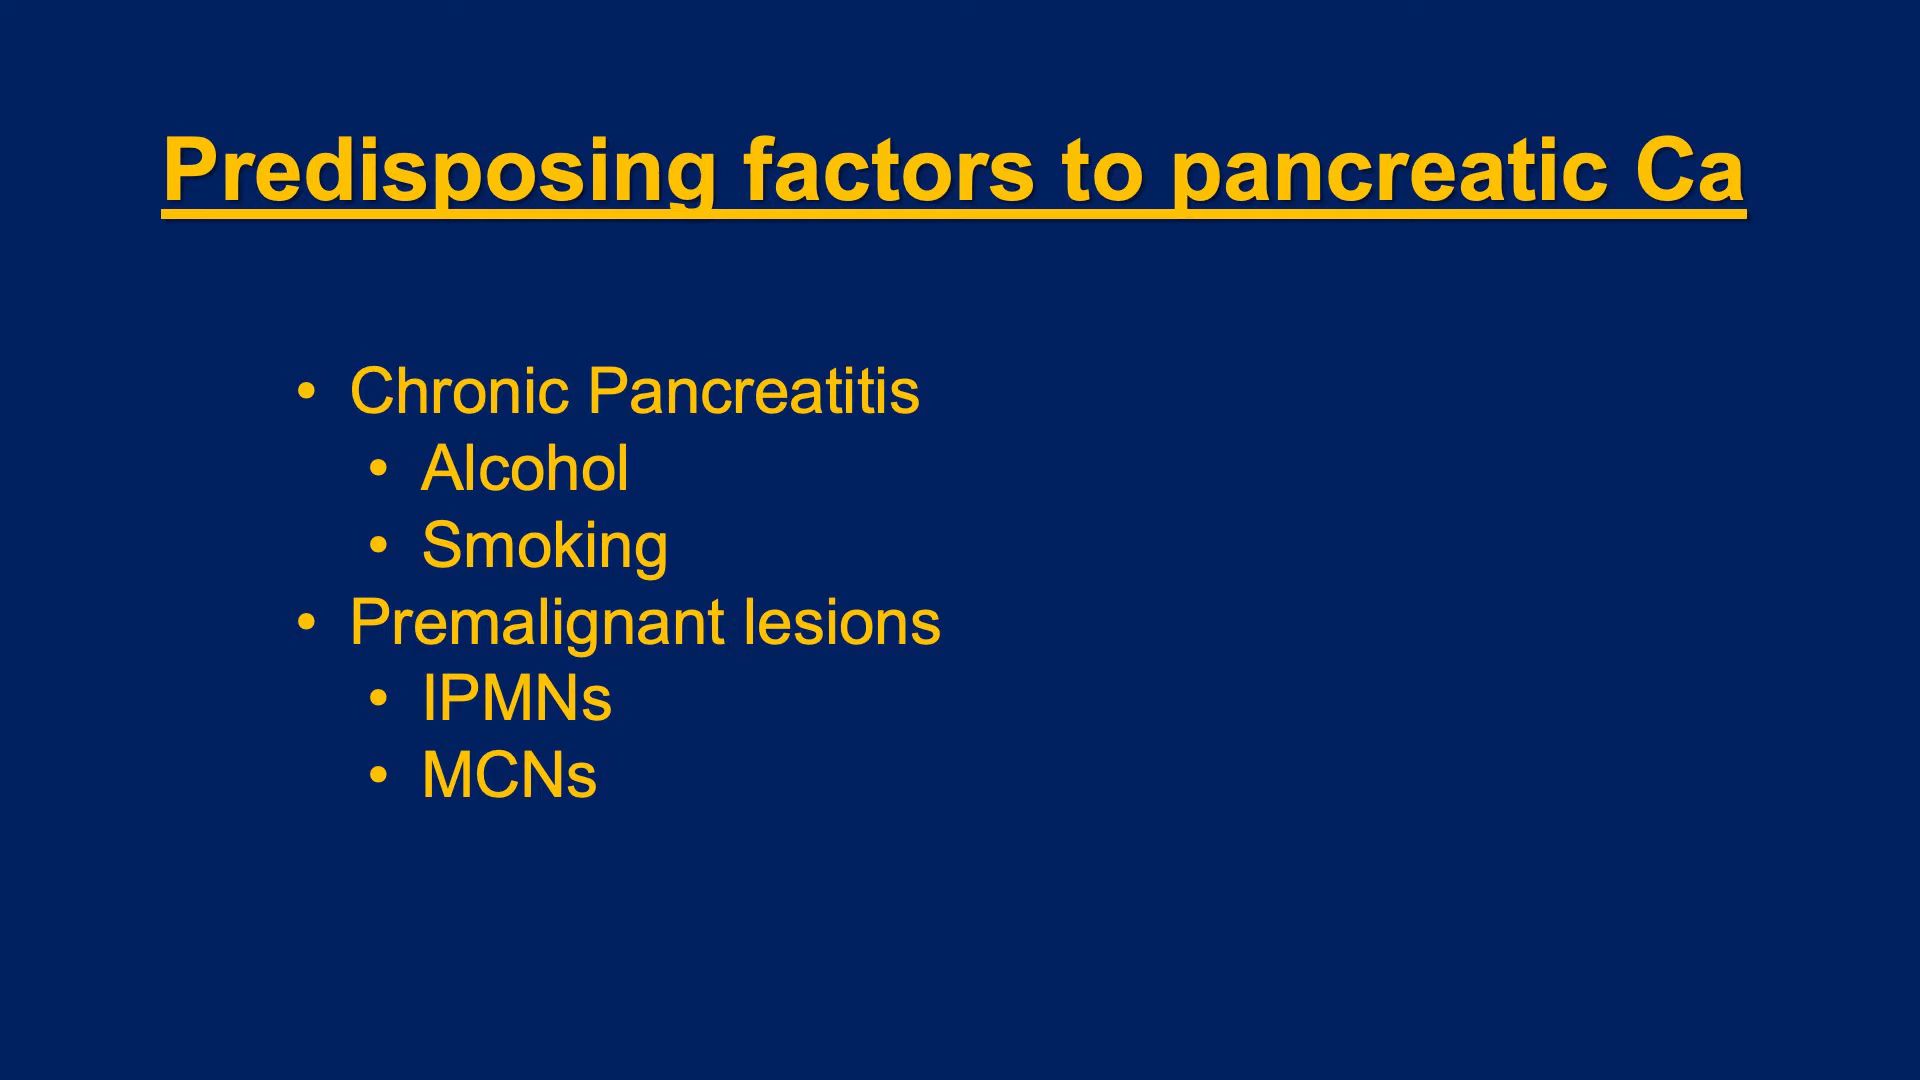 Predisposing factors to pancreatic Ca
• Chronic Pancreatitis
• Alcohol
• Smoking
• Premalignant lesions
• IPMNs
• MCNs